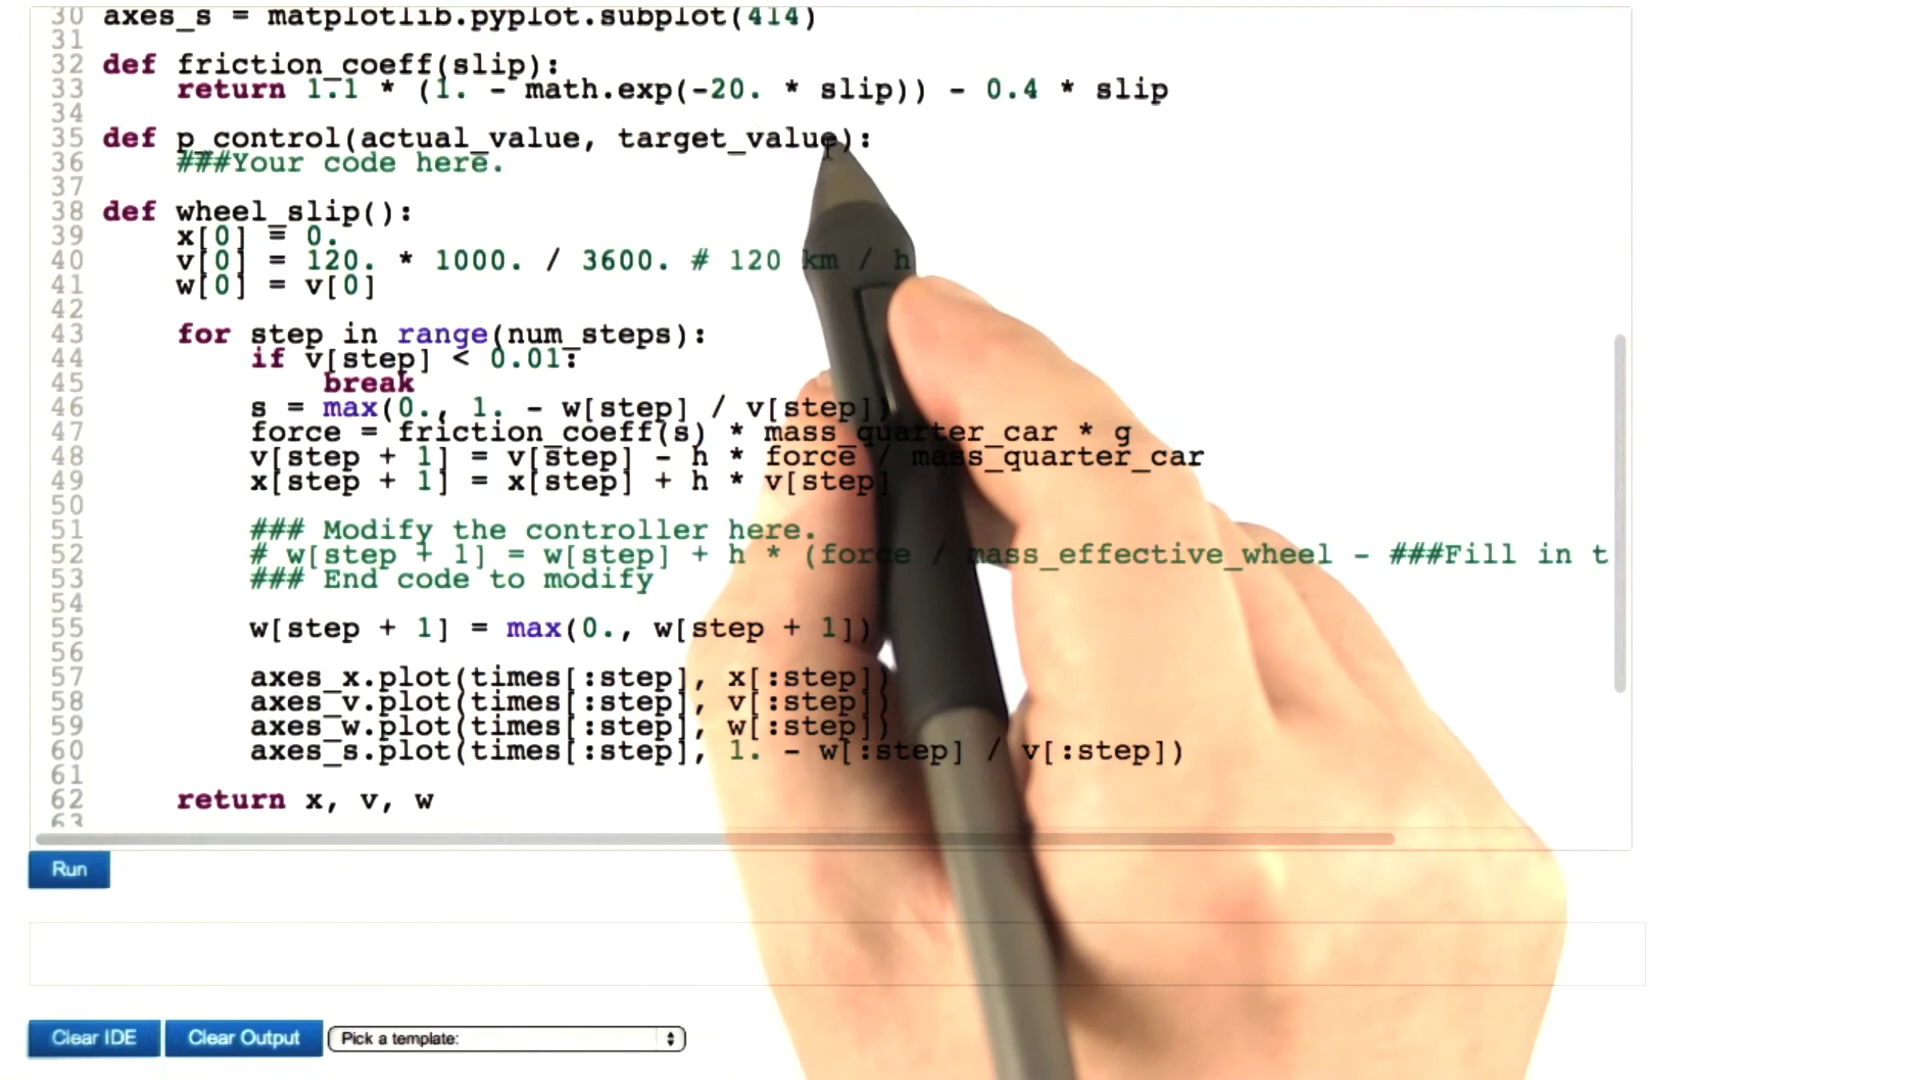 30 axes_s = matplotlib.pyplot.subplot(414)
31
32 def friction_coeff(slip):
33 return 1.1 * (1. - math.exp(-20. * slip)) - 0.4 * slip
34
35 def p_control(actual_value, target_value):
36 ###Your code here.
37
38 def wheel_slip():
39 x[0] = 0.
40 v[0] = 120. * 1000. / 3600. # 120 km / h
41 w[0] = v[0]
42
43 for step in range(num_steps):
44 if v[step] < 0.01:
45 break
46 s = max(0., 1. - w[step] / v[step])
47 force = friction_coeff(s) * mass_quarter_car * g
48 v[step + 1] = v[step] - h * force / mass_quarter_car
49 x[step + 1] = x[step] + h * v[step]
50
51 ### Modify the controller here.
52 # w[step + 1] = w[step] + h * (force / mass_effective_wheel - ###Fill in t
53 ### End code to modify
54
55 w[step + 1] = max(0., w[step + 1])
56
57 axes_x.plot(times[:step], x[:step])
58 axes_v.plot(times[:step], v[:step])
59 axes_w.plot(times[:step], w[:step])
60 axes_s.plot(times[:step], 1. - w[:step] / v[:step])
61
62 return x, v, w
63
Run
Clear IDE Clear Output Pick a template: